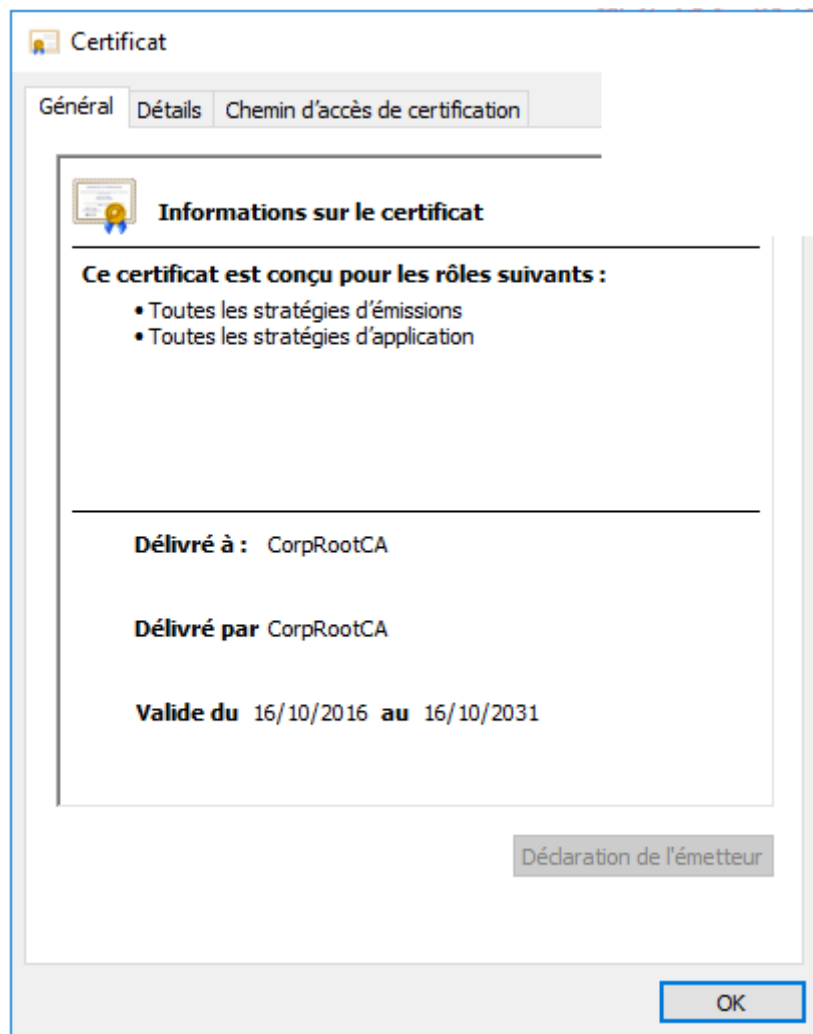 Certificat
Général Détails Chemin d'accès de certification
Informations sur le certificat
Ce certificat est conçu pour les rôles suivants :
• Toutes les stratégies d'émissions
• Toutes les stratégies d'application
Délivré à : CorpRootCA
Délivré par CorpRootCA
Valide du 16/10/2016 au 16/10/2031
Déclaration de l'émetteur
OK